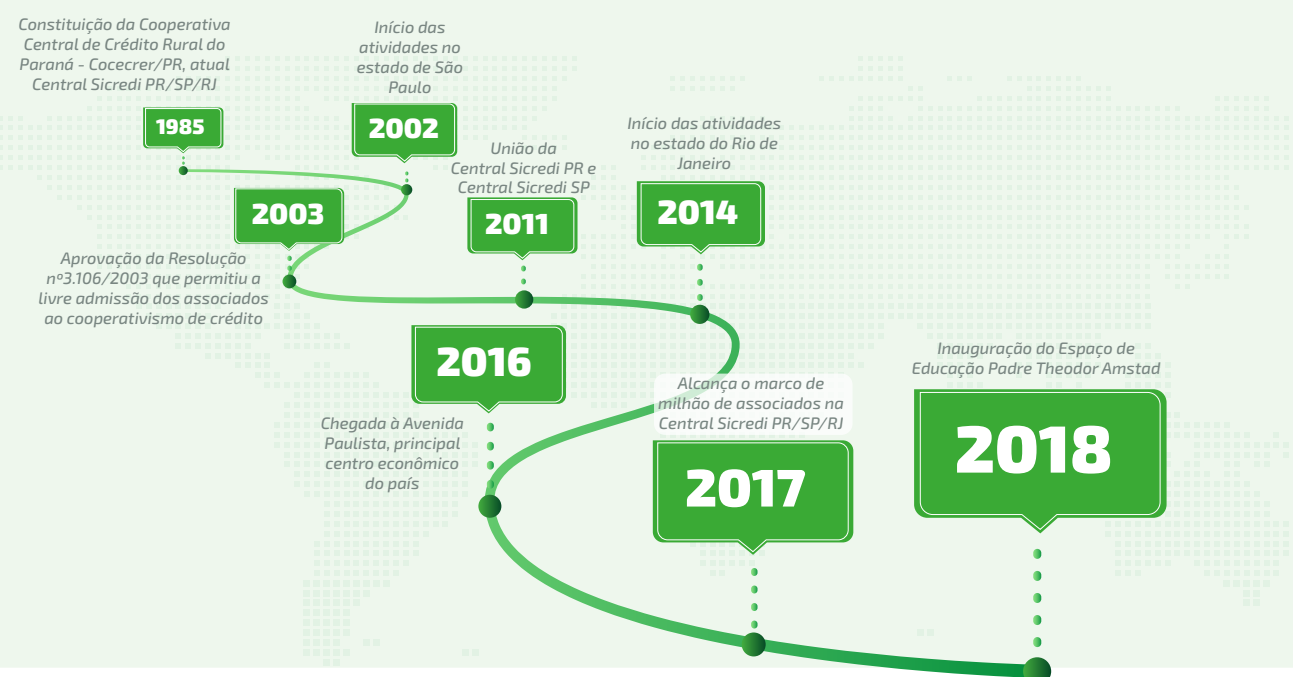 Constituição da Cooperativa
Central de Crédito Rural do
Paraná - Cocecrer/PR, atual
Central Sicredi PR/SP/RJ
1985
Início das
atividades no
estado de São
Paulo
2002
2003
Aprovação da Resolução
nº3.106/2003 que permitiu a
livre admissão dos associados
ao cooperativismo de crédito
União da
Central Sicredi PR e
Central Sicredi SP
2011
Início das atividades
no estado do Rio de
Janeiro
2014
2016
Chegada à Avenida
Paulista, principal
centro econômico
do país
Alcança o marco de
milhão de associados na
Central Sicredi PR/SP/RJ
2017
Inauguração do Espaço de
Educação Padre Theodor Amstad
2018